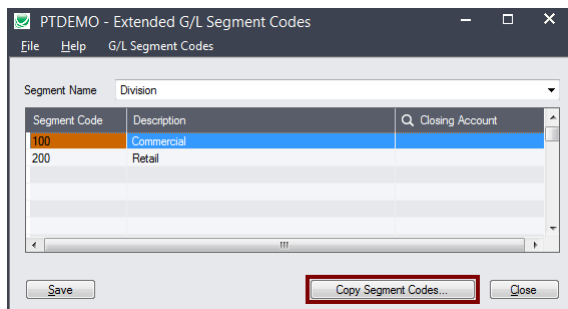 PTDEMO - Extended G/L Segment Codes
File Help G/L Segment Codes
Segment Name Division
Segment Code Description Closing Account
100 Commercial
200 Retail
Save Copy Segment Codes... Close